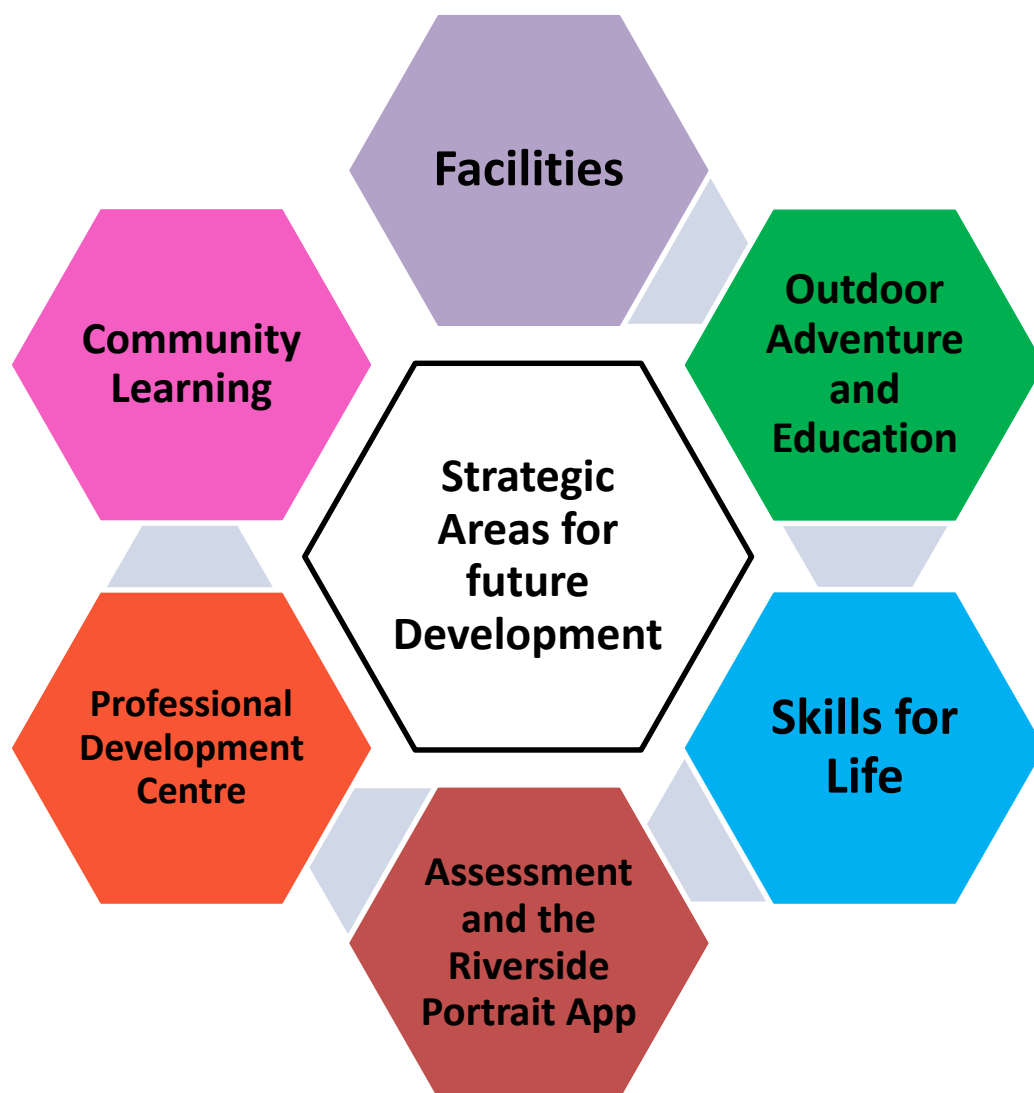 Facilities
Outdoor
Adventure
and
Education
Community
Learning
Strategic
Areas for
future
Development
Skills for
Life
Professional
Development
Centre
Assessment
and the
Riverside
Portrait App